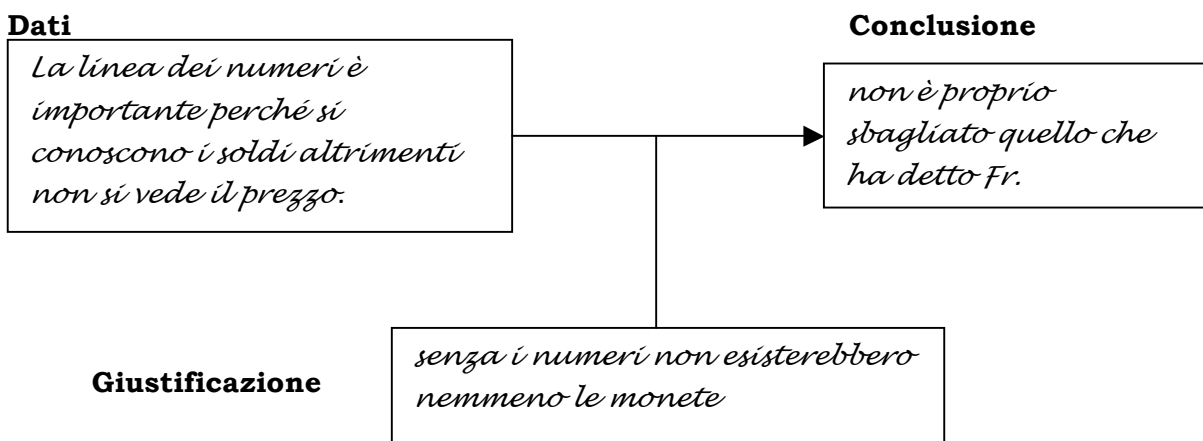 Dati
La linea dei numeri è
importante perché si
conoscono i soldi altrimenti
non si vede il prezzo.
Conclusione
non è proprio
sbagliato quello che
ha detto Fr.
Giustificazione
senza i numeri non esisterebbero
nemmeno le monete